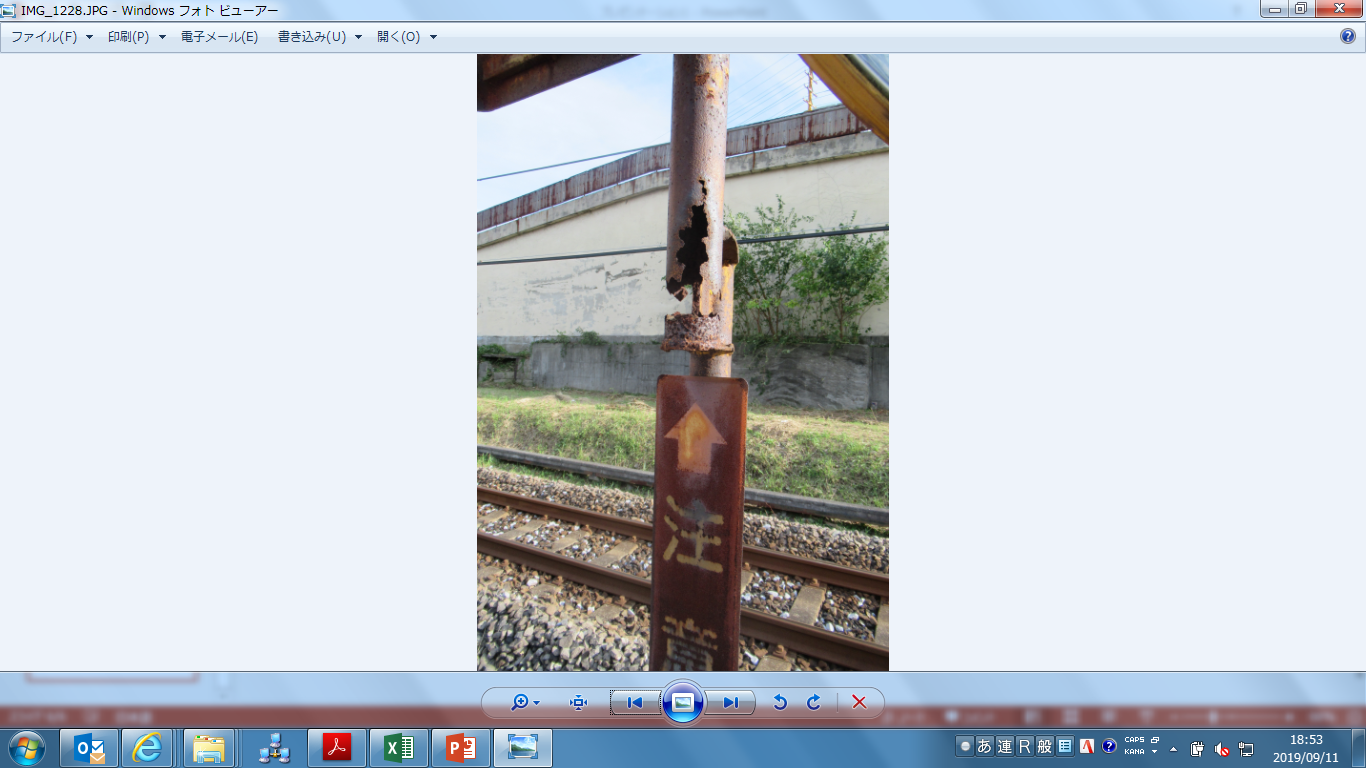 IMG_1228.JPG - Windows フォト ビューアー
ファイル(F) 印刷(P) 電子メール(E) 書き込み(U) 開く(O)
注
あ 連 R 般
CAPS
KANA
18:53
2019/09/11